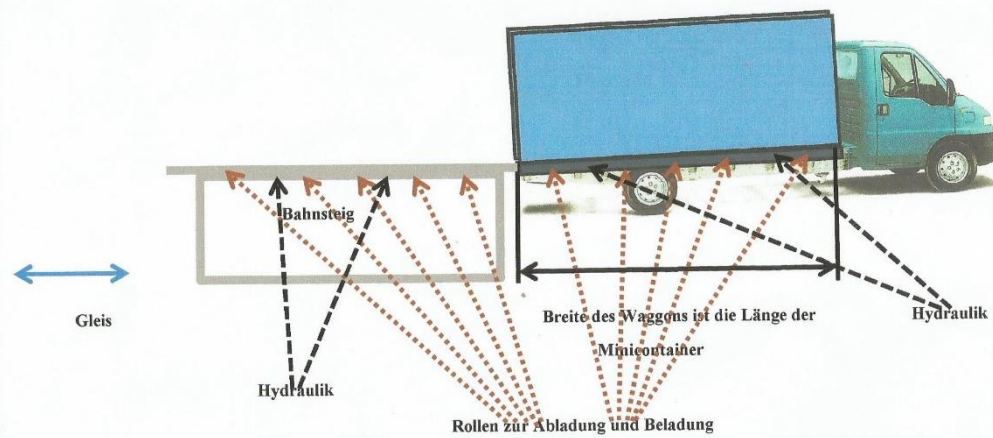 Bahnsteig
Gleis
Breite des Waggons ist die Länge der
Minicontainer
Hydraulik
Hydraulik
Rollen zur Abladung und Beladung